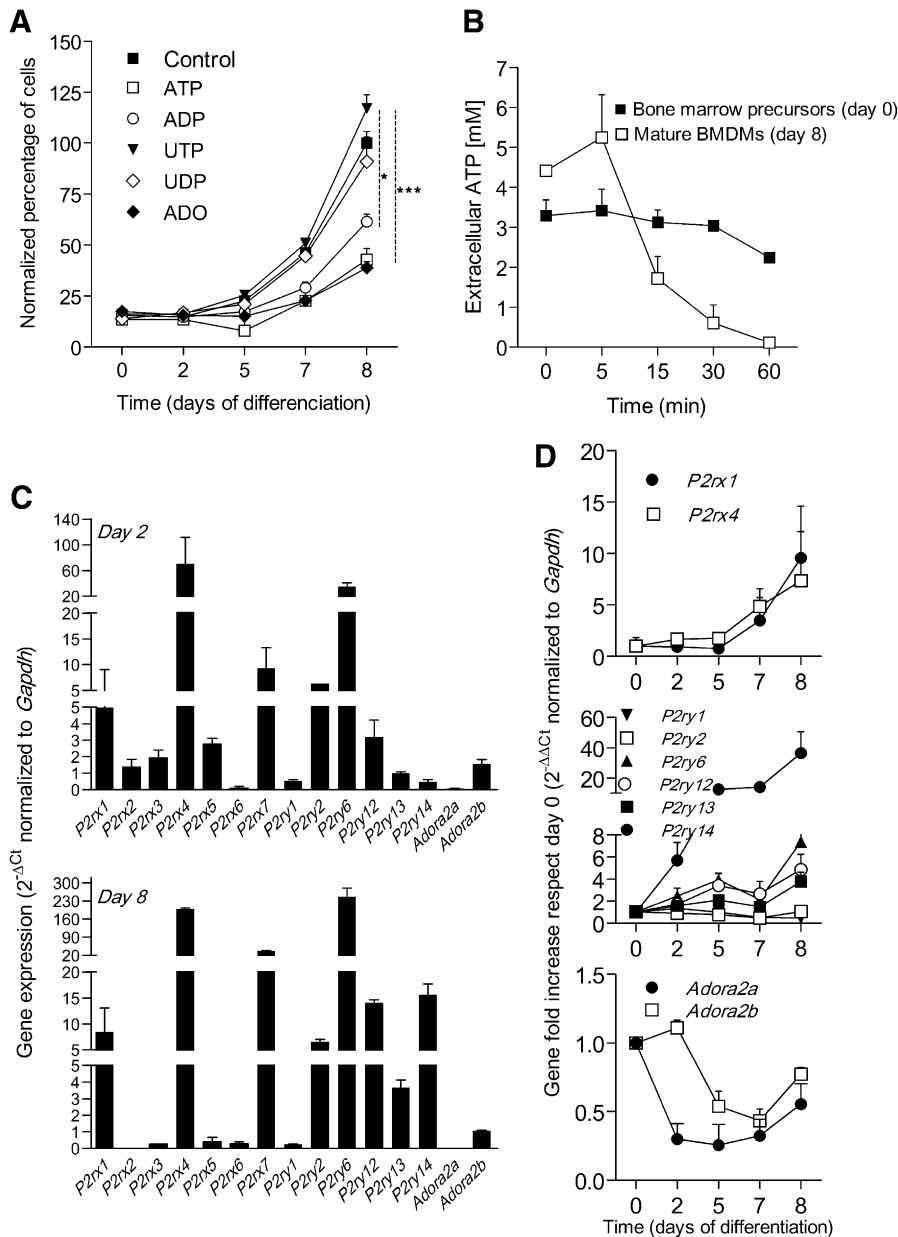 A
Normalized percentage of cells
150
125
100
75
50
25
0
Control
ATP
ADP
UTP
UDP
ADO
*
***
0 2 5 7 8
Time (days of differenciation)
B
Extracellular ATP [mM]
7
6
5
4
3
2
1
0
Bone marrow precursors (day 0)
Mature BMDMs (day 8)
0 5 15 30 60
Time (min)
C
Gene expression (2-ΔCt normalized to Gapdh)
Day 2
140
100
60
20
20
15
10
5
5
4
3
2
1
0
P2rx1 P2rx2 P2rx3 P2rx4 P2rx5 P2rx6 P2rx7 P2ry1 P2ry2 P2ry6 P2ry12 P2ry13 P2ry14 Adora2a Adora2b
Day 8
300
230
160
90
20
20
15
10
5
5
4
3
2
1
0
P2rx1 P2rx2 P2rx3 P2rx4 P2rx5 P2rx6 P2rx7 P2ry1 P2ry2 P2ry6 P2ry12 P2ry13 P2ry14 Adora2a Adora2b
D
Gene fold increase respect day 0 (2-ΔΔCt normalized to Gapdh)
20
15
10
5
0
P2rx1
P2rx4
0 2 5 7 8
60
40
20
8
6
4
2
0
P2ry1
P2ry2
P2ry6
P2ry12
P2ry13
P2ry14
0 2 5 7 8
1.5
1.0
0.5
0.0
Adora2a
Adora2b
0 2 5 7 8
Time (days of differentiation)